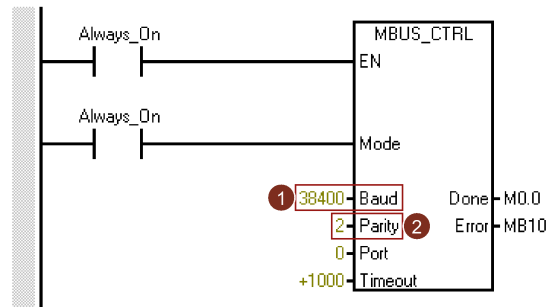 Always_On
MBUS_CTRL
EN
Always_On
Mode
1 38400 Baud Done M0.0
2 Parity 2 Error MB10
0 Port
+1000 Timeout